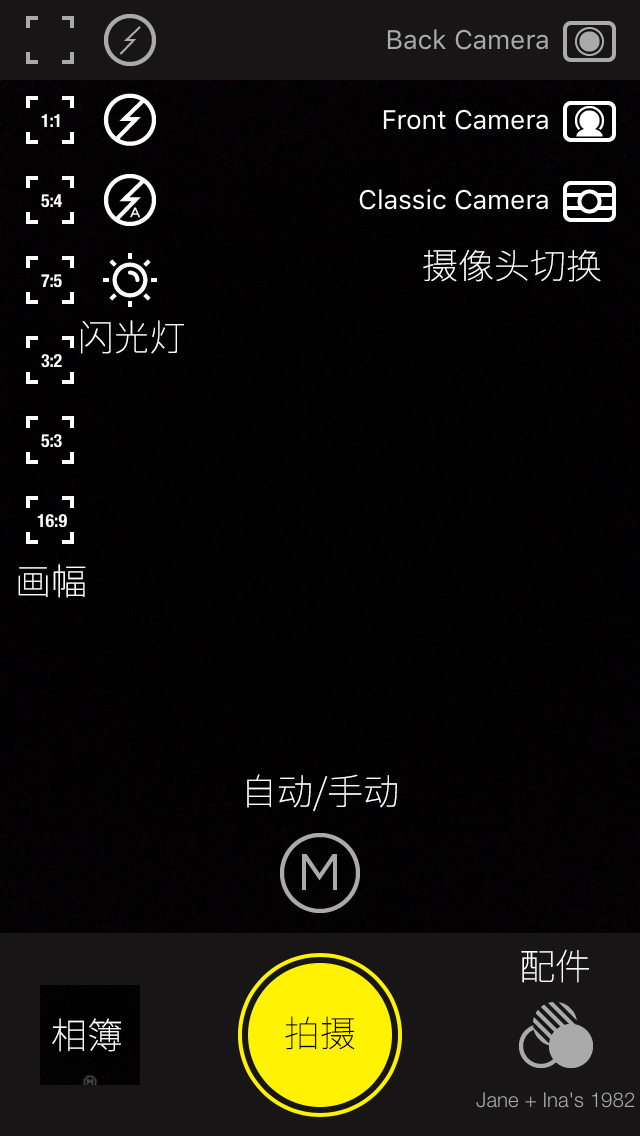 Back Camera
1:1
Front Camera
5:4
A
Classic Camera
7:5
摄像头切换
闪光灯
3:2
5:3
16:9
画幅
自动/手动
M
配件
相簿
拍摄
M
Jane + Ina's 1982